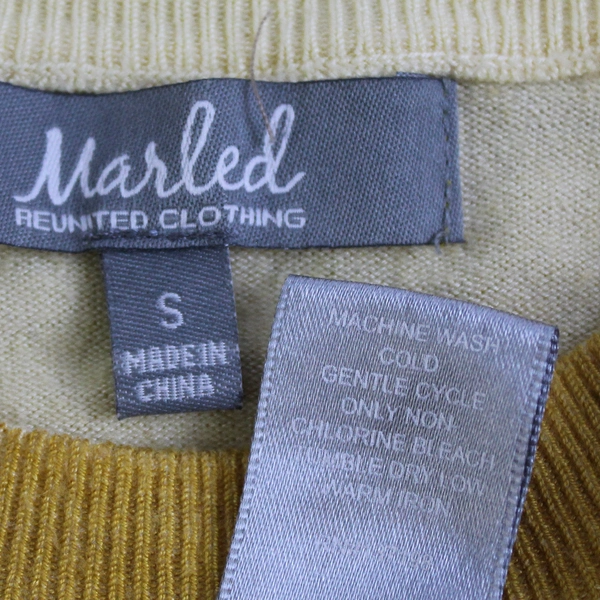 Marled
REUNITED CLOTHING
S
MADE IN
CHINA
MACHINE WASH
COLD
GENTLE CYCLE
ONLY NON
CHLORINE BLEACH
TUMBLE DRY LOW
WARM IRON